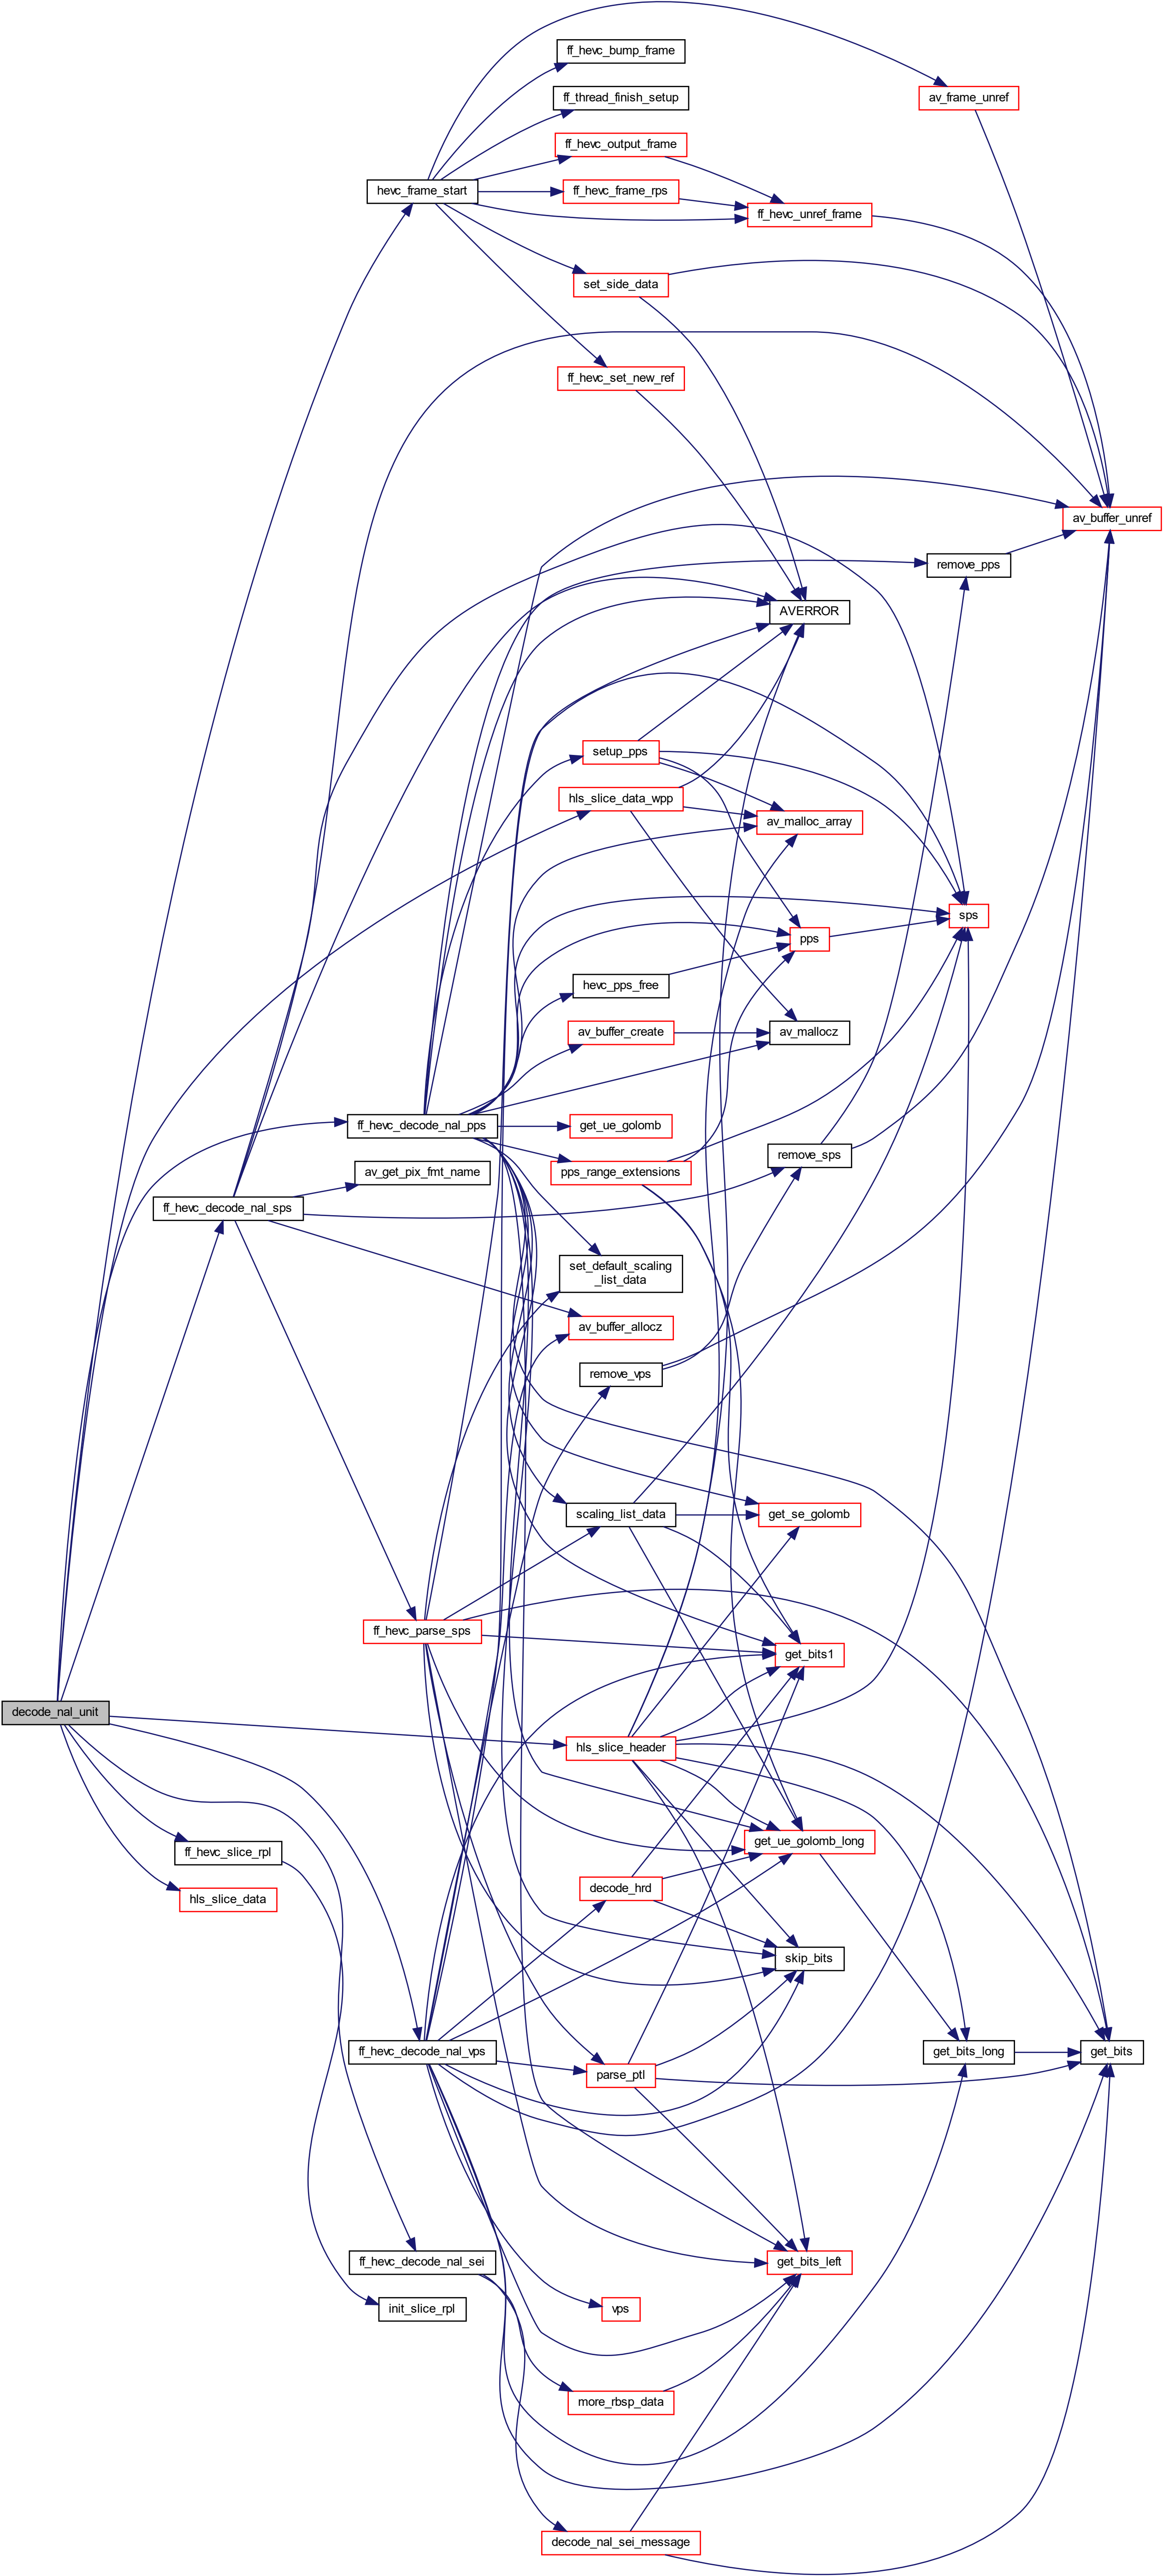 ff_hevc_bump_frame
ff_thread_finish_setup
av_frame_unref
ff_hevc_output_frame
hevc_frame_start
ff_hevc_frame_rps
ff_hevc_unref_frame
set_side_data
ff_hevc_set_new_ref
av_buffer_unref
remove_pps
AVERROR
setup_pps
hls_slice_data_wpp
av_malloc_array
sps
pps
hevc_pps_free
av_buffer_create
av_mallocz
ff_hevc_decode_nal_pps
get_ue_golomb
remove_sps
av_get_pix_fmt_name
pps_range_extensions
ff_hevc_decode_nal_sps
set_default_scaling
_list_data
av_buffer_allocz
remove_vps
scaling_list_data
get_se_golomb
ff_hevc_parse_sps
get_bits1
decode_nal_unit
hls_slice_header
get_ue_golomb_long
ff_hevc_slice_rpl
decode_hrd
hls_slice_data
skip_bits
ff_hevc_decode_nal_vps
get_bits_long
get_bits
parse_ptl
ff_hevc_decode_nal_sei
get_bits_left
init_slice_rpl
vps
more_rbsp_data
decode_nal_sei_message